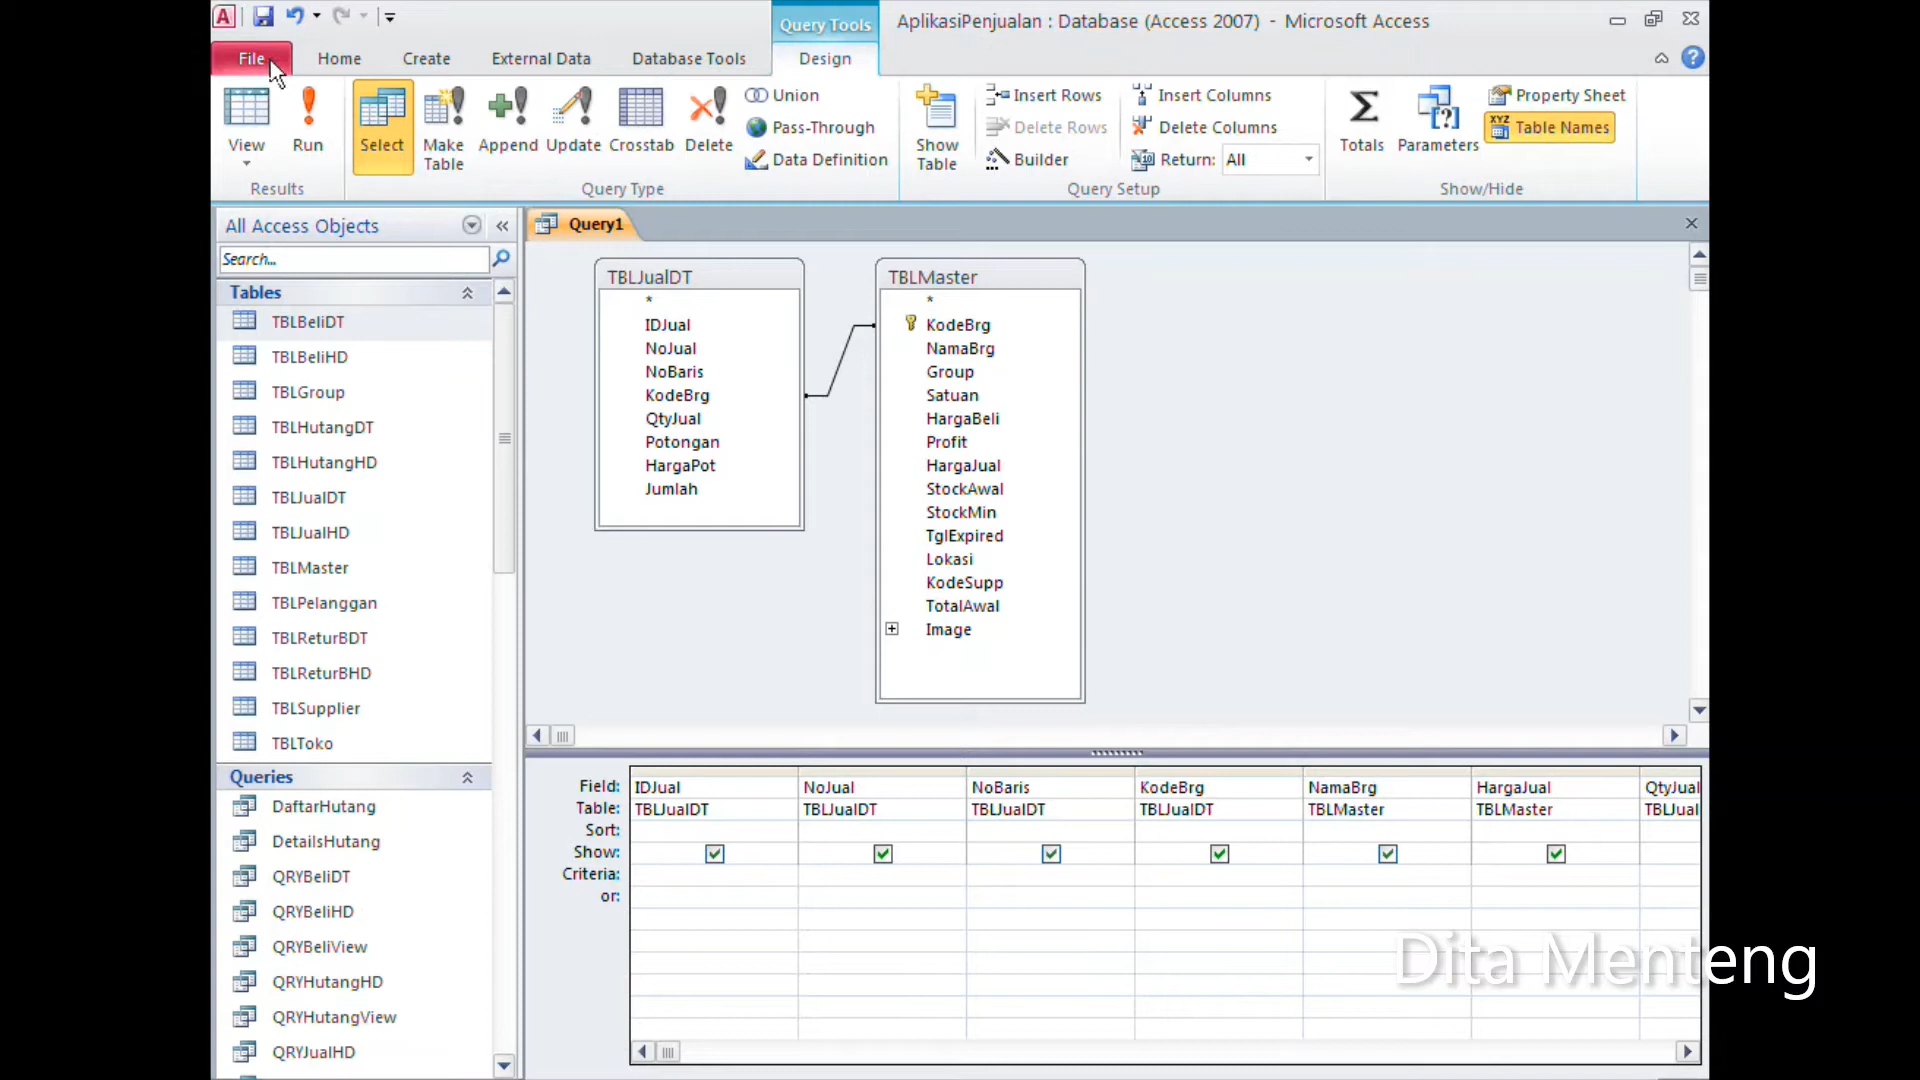 Query Tools
AplikasiPenjualan : Database (Access 2007) - Microsoft Access
File
Home
Create
External Data
Database Tools
Design
View
Run
Results
Select
Make Table
Append
Update
Crosstab
Delete
Union
Pass-Through
Data Definition
Query Type
Show Table
Insert Rows
Delete Rows
Builder
Insert Columns
Delete Columns
Return: All
Query Setup
Totals
Parameters
Property Sheet
XYZ Table Names
Show/Hide
All Access Objects
Search...
Tables
TBLBeliDT
TBLBeliHD
TBLGroup
TBLHutangDT
TBLHutangHD
TBLJualDT
TBLJualHD
TBLMaster
TBLPelanggan
TBLReturBDT
TBLReturBHD
TBLSupplier
TBLToko
Queries
DaftarHutang
DetailsHutang
QRYBeliDT
QRYBeliHD
QRYBeliView
QRYHutangHD
QRYHutangView
QRYJualHD
Query1
TBLJualDT
*
IDJual
NoJual
NoBaris
KodeBrg
QtyJual
Potongan
HargaPot
Jumlah
TBLMaster
*
KodeBrg
NamaBrg
Group
Satuan
HargaBeli
Profit
HargaJual
StockAwal
StockMin
TglExpired
Lokasi
KodeSupp
TotalAwal
Image
Field: IDJual NoJual NoBaris KodeBrg NamaBrg HargaJual QtyJual
Table: TBLJualDT TBLJualDT TBLJualDT TBLJualDT TBLMaster TBLMaster TBLJual
Sort:
Show:
Criteria:
or:
Dita Menteng